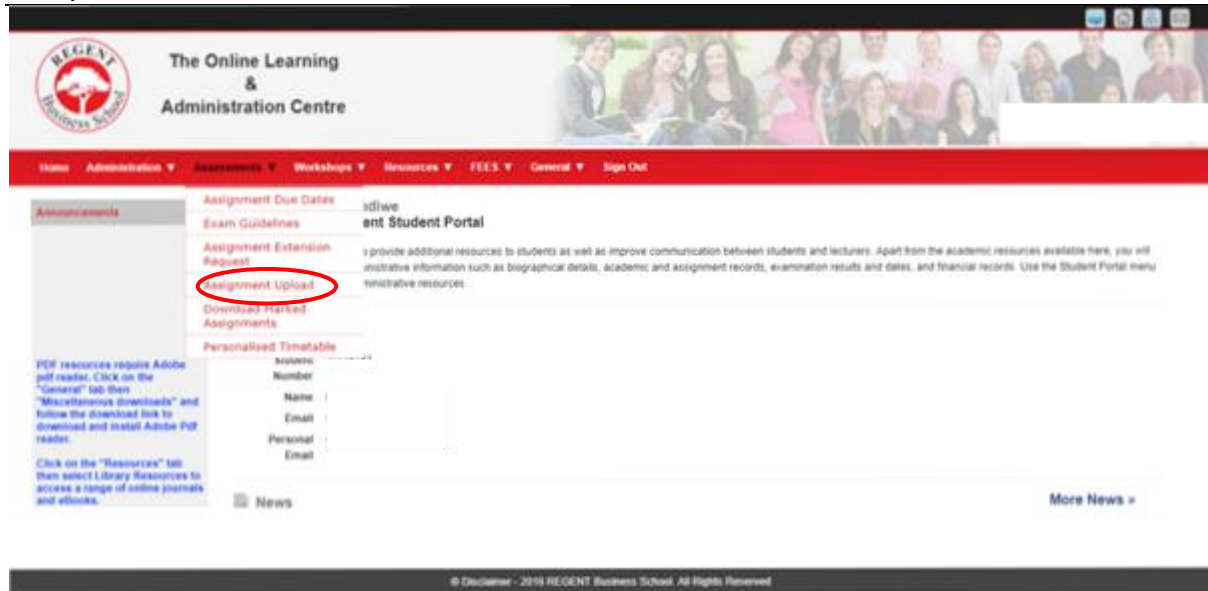 REGENT
Business School
The Online Learning
&
Administration Centre
Home Administration ▼ Assessments ▼ Workshops ▼ Resources ▼ FEES ▼ General ▼ Sign Out
Announcements
Assignment Due Dates
Exam Guidelines
Assignment Extension
Request
Assignment Upload
Download Marked
Assignments
Personalised Timetable
ndiwe
ent Student Portal
o provide additional resources to students as well as improve communication between students and lecturers. Apart from the academic resources available here, you will
inistrative information such as biographical details, academic and assignment records, examination results and dates, and financial records. Use the Student Portal menu
ministrative resources.
PDF resources require Adobe
pdf reader. Click on the
"General" tab then
"Miscellaneous downloads" and
follow the download link to
download and install Adobe Pdf
reader.
Click on the "Resources" tab
then select Library Resources to
access a range of online journals
and eBooks.
Student
Number
Name
Email
Personal
Email
News
More News »
© Disclaimer - 2016 REGENT Business School. All Rights Reserved